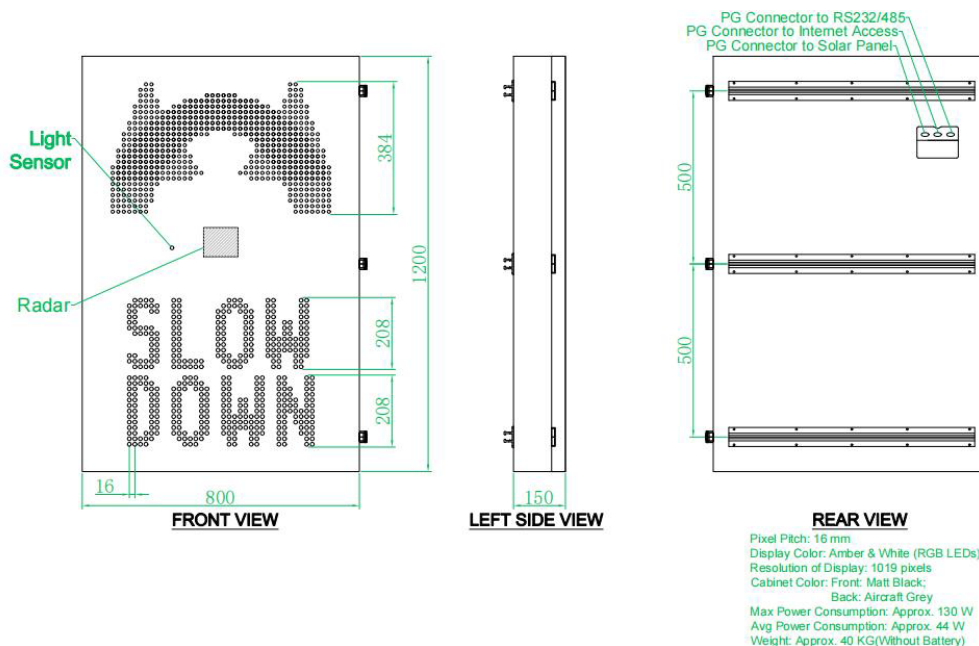 PG Connector to RS232/485
PG Connector to Internet Access
PG Connector to Solar Panel
Light
Sensor
Radar
384
1200
208
208
16
800
150
500
500
SLOW
DOWN
FRONT VIEW
LEFT SIDE VIEW
REAR VIEW
Pixel Pitch: 16 mm
Display Color: Amber & White (RGB LEDs)
Resolution of Display: 1019 pixels
Cabinet Color: Front: Matt Black;
Back: Aircraft Grey
Max Power Consumption: Approx. 130 W
Avg Power Consumption: Approx. 44 W
Weight: Approx. 40 KG(Without Battery)